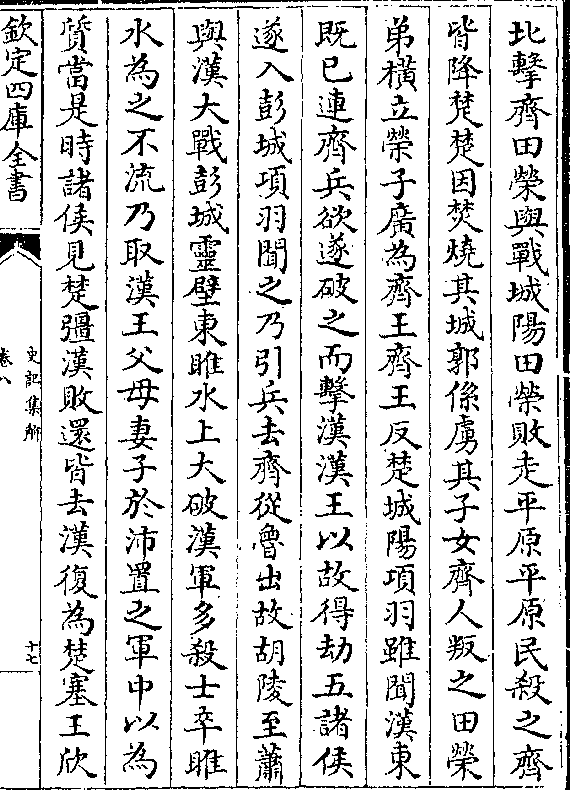 北擊齊田榮與戰城陽田榮敗走平原平原民殺之齊
皆降楚楚因焚燒其城郭係虜其子女齊人叛之田榮
弟橫立榮子廣為齊王齊王反楚城陽項羽雖聞漢東
既已連齊兵欲遂破之而擊漢漢王以故得劫五諸侯
遂入彭城項羽聞之乃引兵去齊從魯出故胡陵至蕭
與漢大戰彭城靈壁東睢水上大破漢軍多殺士卒睢
水為之不流乃取漢王父母妻子於沛置之軍中以為
質當是時諸侯見楚彊漢敗還皆去漢復為楚塞王欣
欽定四庫全書
史記集解
卷八
十七